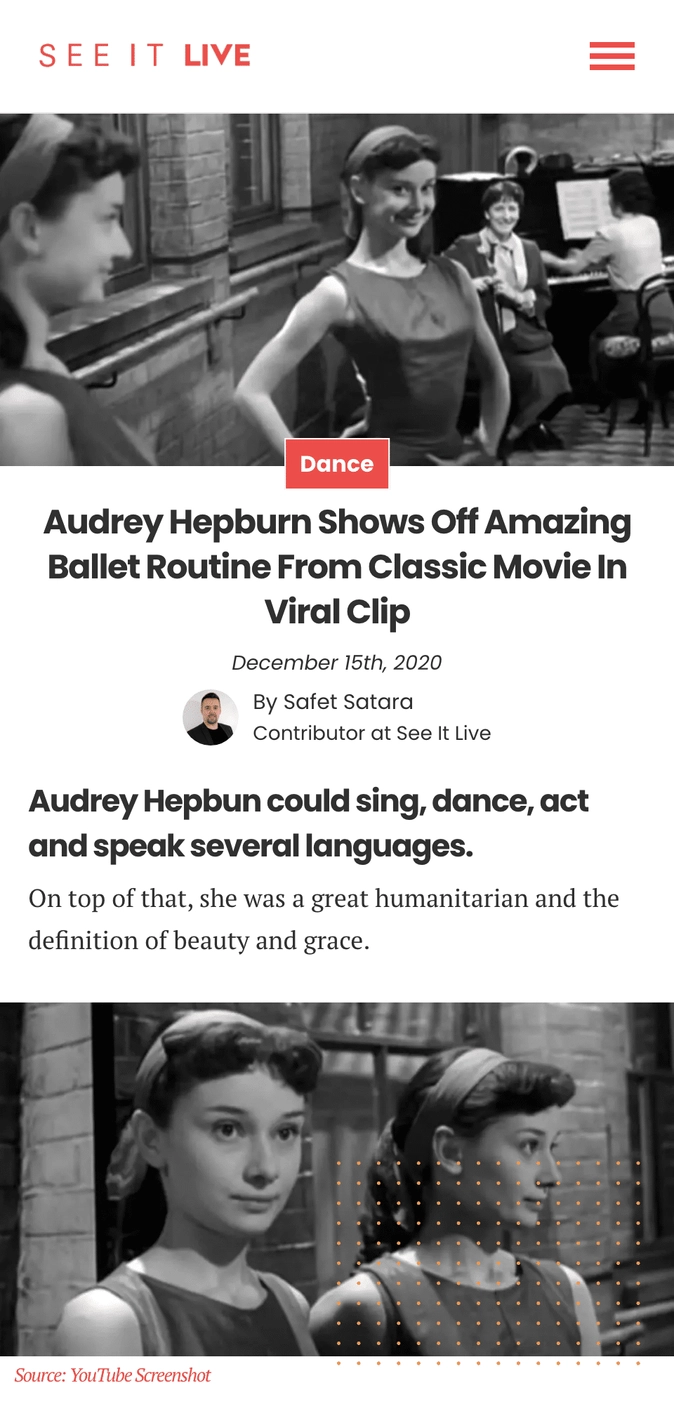 SEE IT LIVE
Dance
Audrey Hepburn Shows Off Amazing
Ballet Routine From Classic Movie In
Viral Clip
December 15th, 2020
By Safet Satara
Contributor at See It Live
Audrey Hepbun could sing, dance, act
and speak several languages.
On top of that, she was a great humanitarian and the
definition of beauty and grace.
Source: YouTube Screenshot